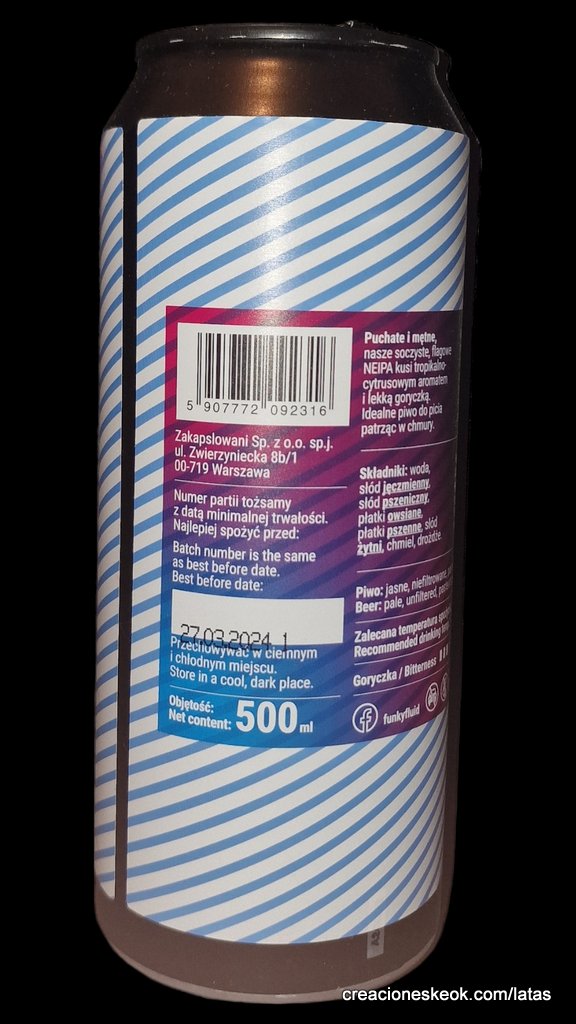 5 907772 092316
Zakapslowani Sp. z o.o. sp.j.
ul. Zwierzyniecka 8b/1
00-719 Warszawa
Numer partii tożsamy
z datą minimalnej trwałości.
Najlepiej spożyć przed:
Batch number is the same
as best before date.
Best before date:
27.03.2024 1
Przechowywać w ciemnym
i chłodnym miejscu.
Store in a cool, dark place.
Objętość:
Net content: 500 ml
Puchate i mętne,
nasze soczyste, flagowe
NEIPA kusi tropikalno-
cytrusowym aromatem
i lekką goryczką.
Idealne piwo do picia
patrząc w chmury.
Składniki: woda,
słód jęczmienny,
słód pszeniczny,
płatki owsiane,
płatki pszenne, słód
żytni, chmiel, drożdże
Piwo: jasne, niefiltrowane,
Beer: pale, unfiltered,
Zalecana temperatura
Recommended drinking
Goryczka / Bitterness
funkyfluid
creacioneskeok.com/latas